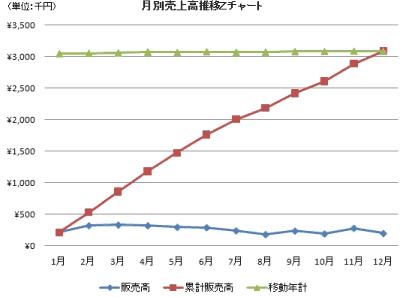 (単位:千円)
月別売上高推移Zチャート
¥3,500
¥3,000
¥2,500
¥2,000
¥1,500
¥1,000
¥500
¥0
1月 2月 3月 4月 5月 6月 7月 8月 9月 10月 11月 12月
販売高 累計販売高 移動年計